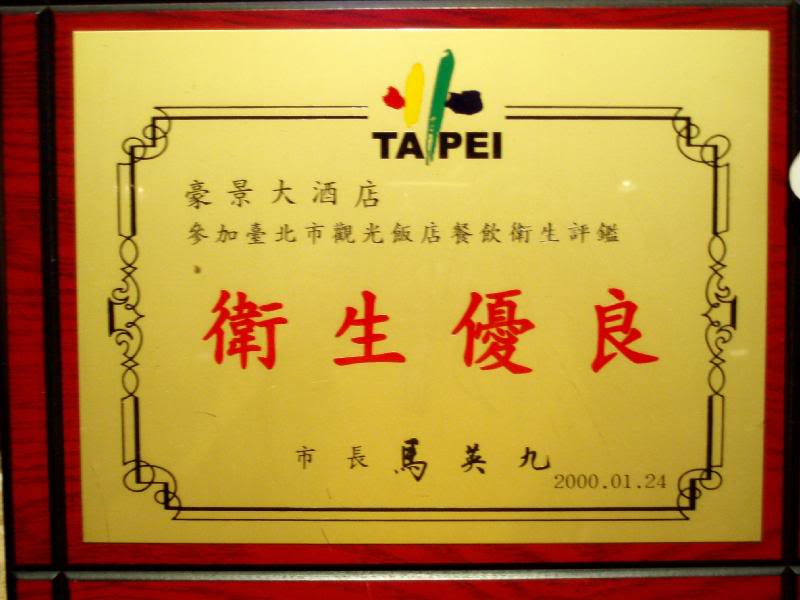 TAIPEI
豪景大酒店
參加臺北市觀光飯店餐飲衛生評鑑
衛生優良
市長 馬英九
2000.01.24